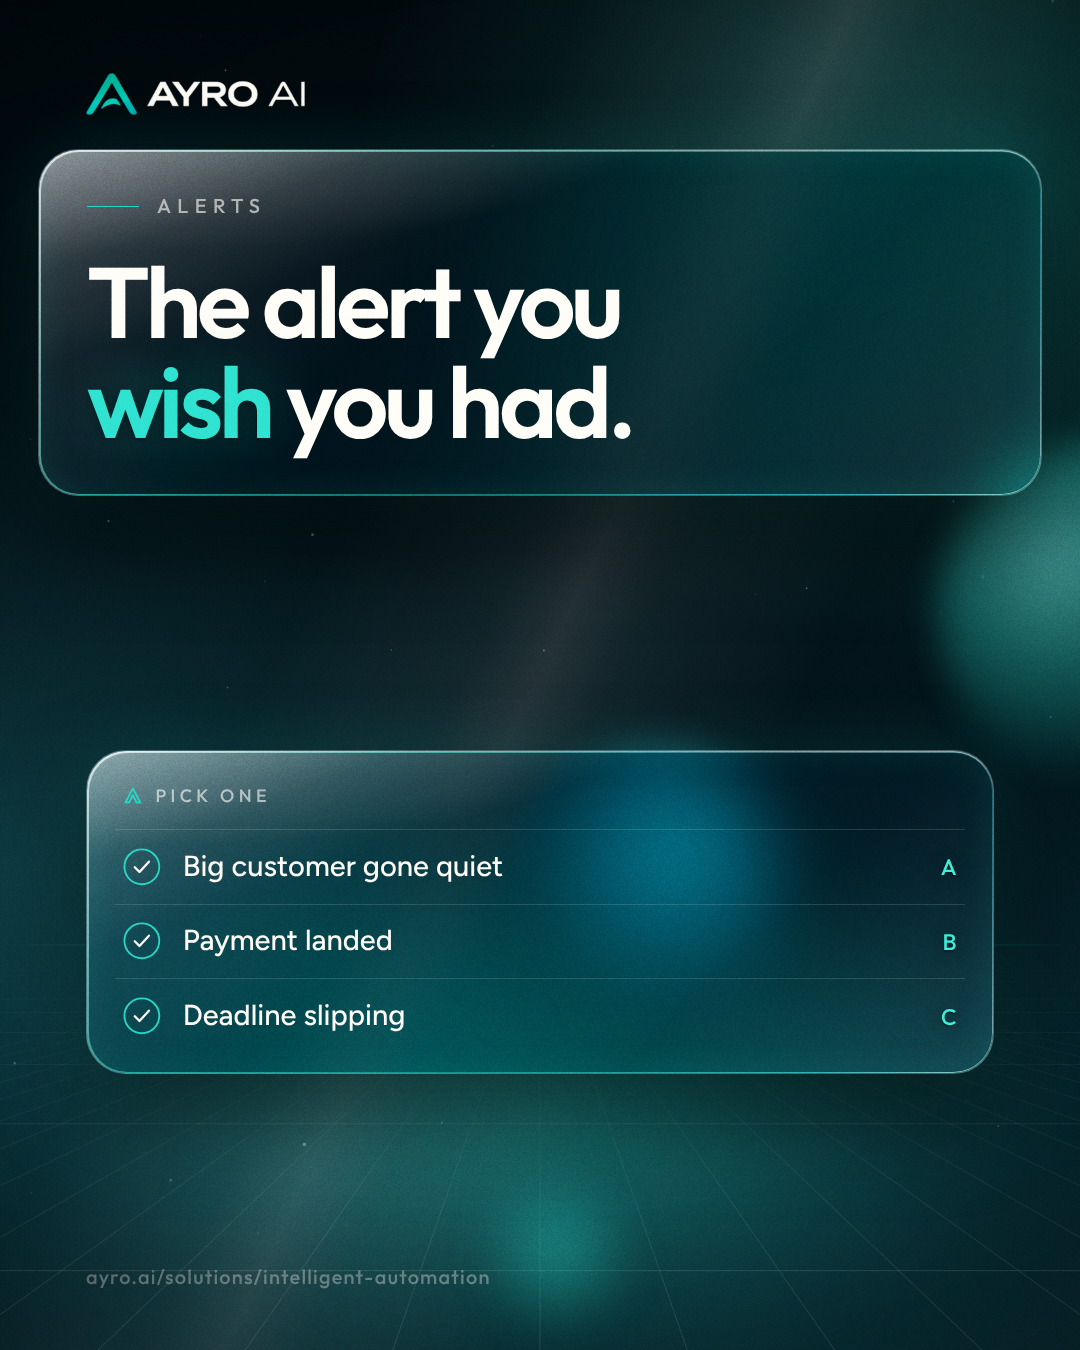 AYRO AI
ALERTS
The alert you
wish you had.
PICK ONE
Big customer gone quiet A
Payment landed B
Deadline slipping C
ayro.ai/solutions/intelligent-automation